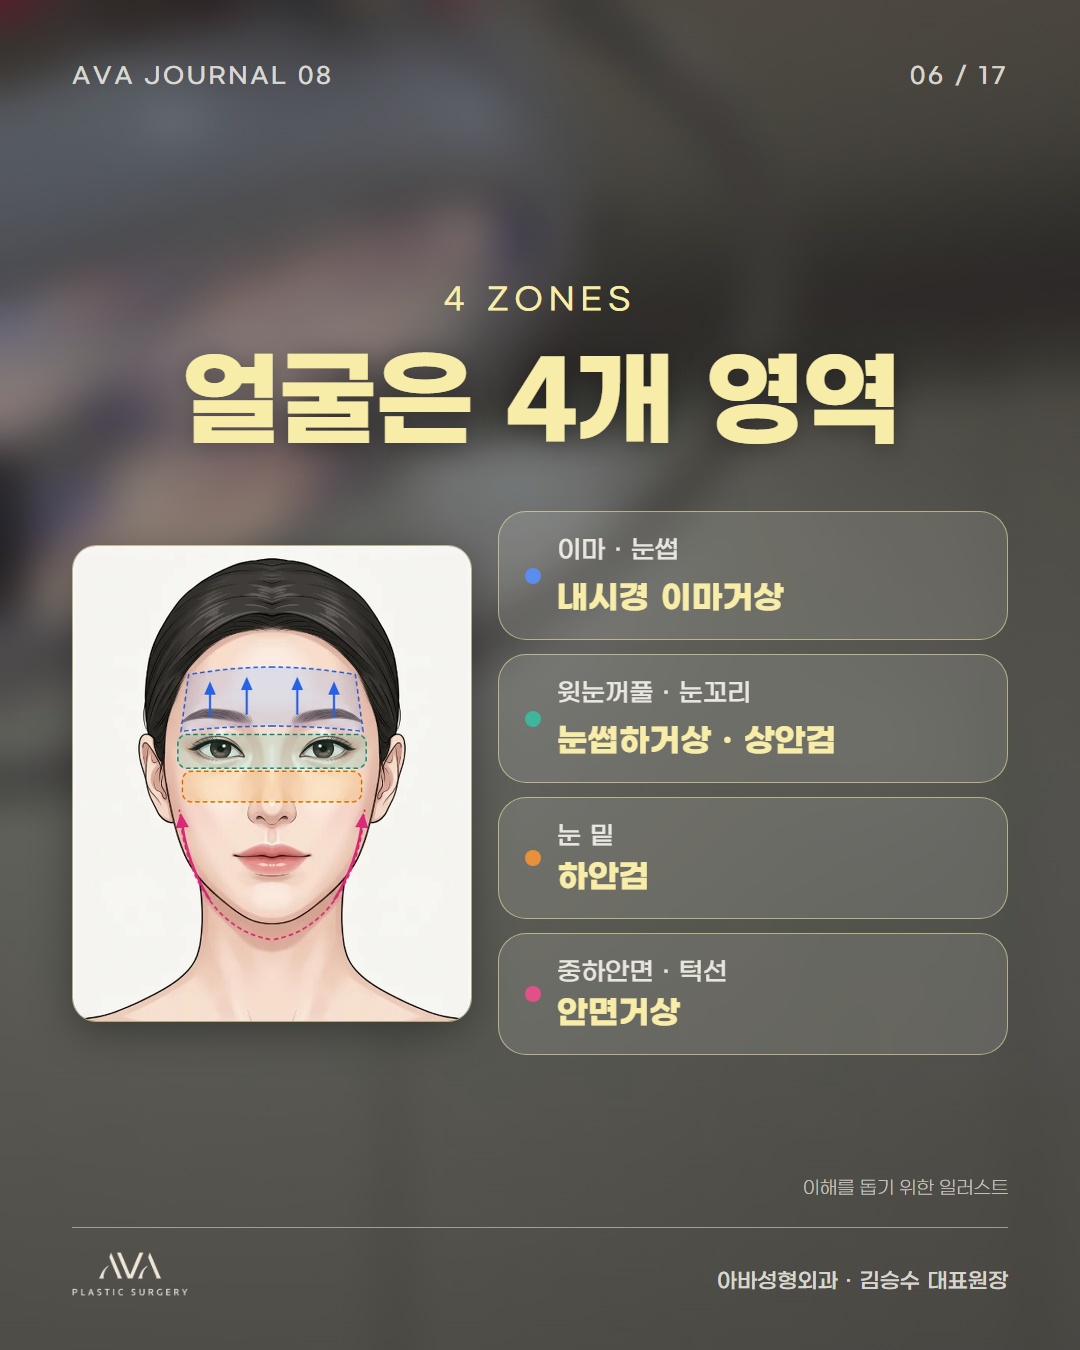 AVA JOURNAL 08
06 / 17
4 ZONES
얼굴은 4개 영역
이마 · 눈썹
내시경 이마거상
윗눈꺼풀 · 눈꼬리
눈썹하거상 · 상안검
눈 밑
하안검
중하안면 · 턱선
안면거상
이해를 돕기 위한 일러스트
AVA
PLASTIC SURGERY
아바성형외과 · 김승수 대표원장